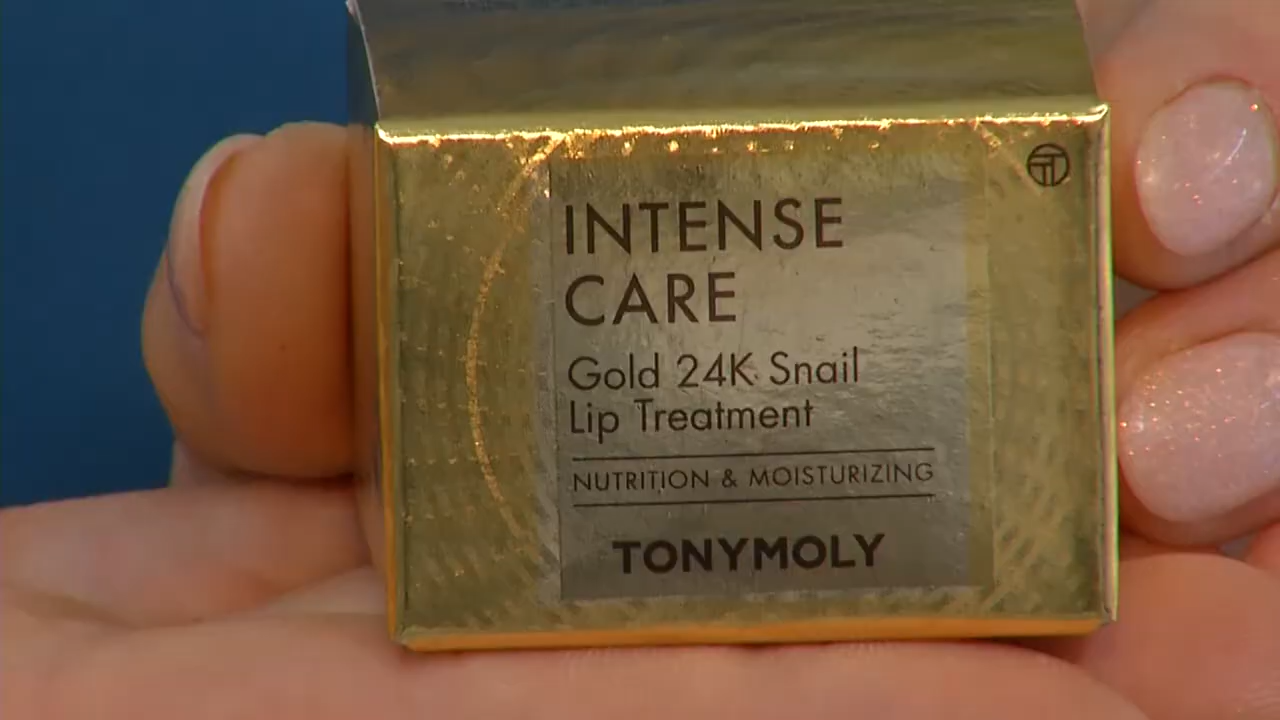 INTENSE
CARE
Gold 24K Snail
Lip Treatment
NUTRITION & MOISTURIZING
TONYMOLY